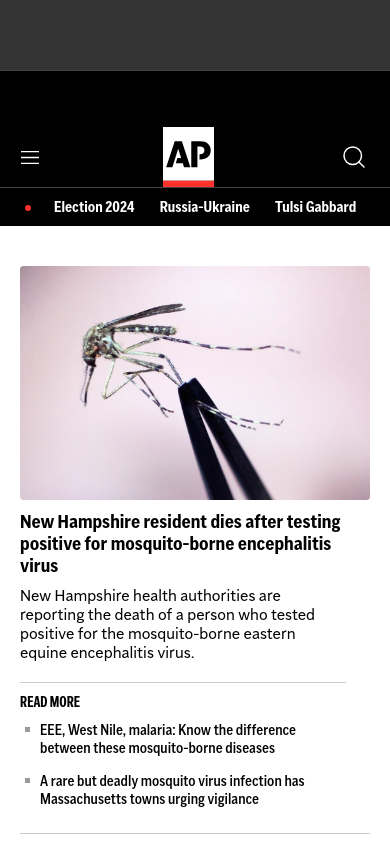 AP
Election 2024 Russia-Ukraine Tulsi Gabbard
New Hampshire resident dies after testing
positive for mosquito-borne encephalitis
virus
New Hampshire health authorities are
reporting the death of a person who tested
positive for the mosquito-borne eastern
equine encephalitis virus.
READ MORE
EEE, West Nile, malaria: Know the difference
between these mosquito-borne diseases
A rare but deadly mosquito virus infection has
Massachusetts towns urging vigilance